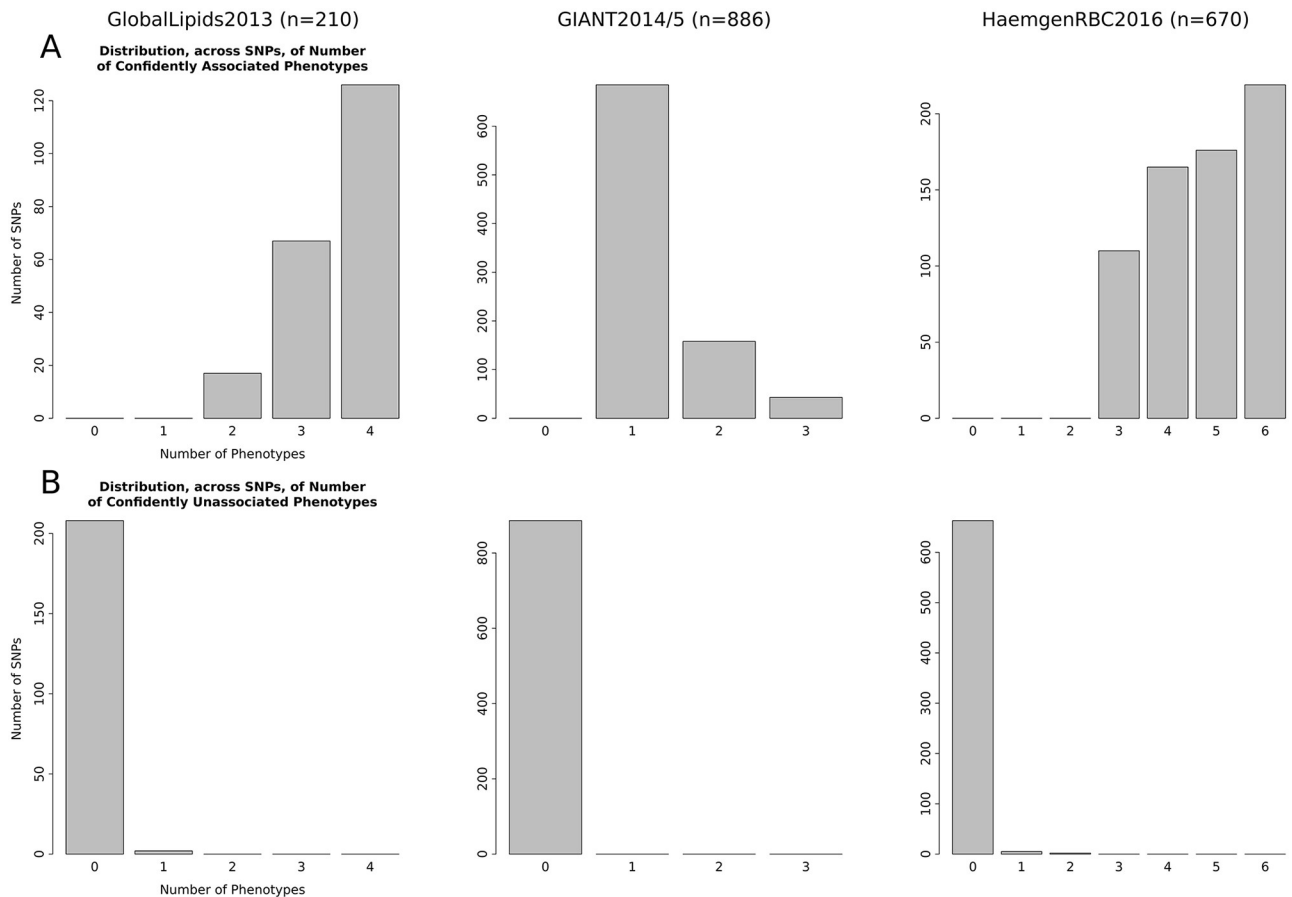 GlobalLipids2013 (n=210)
GIANT2014/5 (n=886)
HaemgenRBC2016 (n=670)
A
Distribution, across SNPs, of Number
of Confidently Associated Phenotypes
Number of SNPs
0 20 40 60 80 100 120
0 1 2 3 4
Number of Phenotypes
0 100 200 300 400 500 600
0 1 2 3
0 50 100 150 200
0 1 2 3 4 5 6
B
Distribution, across SNPs, of Number
of Confidently Unassociated Phenotypes
Number of SNPs
0 50 100 150 200
0 1 2 3 4
Number of Phenotypes
0 200 400 600 800
0 1 2 3
0 100 200 300 400 500 600
0 1 2 3 4 5 6